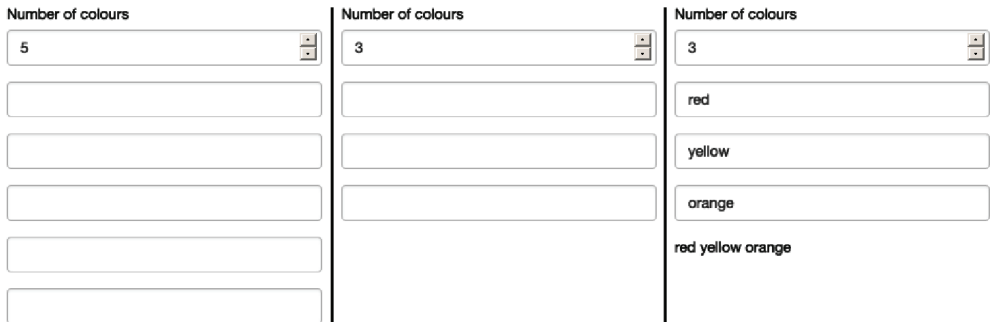 Number of colours
5
Number of colours
3
Number of colours
3
red
yellow
orange
red yellow orange